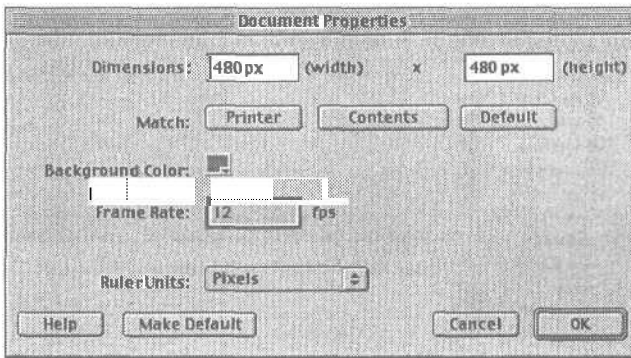 Document Properties
Dimensions: 480 px (width) x 480 px (height)
Match: Printer Contents Default
Background Color:
Frame Rate: 12 fps
Ruler Units: Pixels
Help Make Default Cancel OK